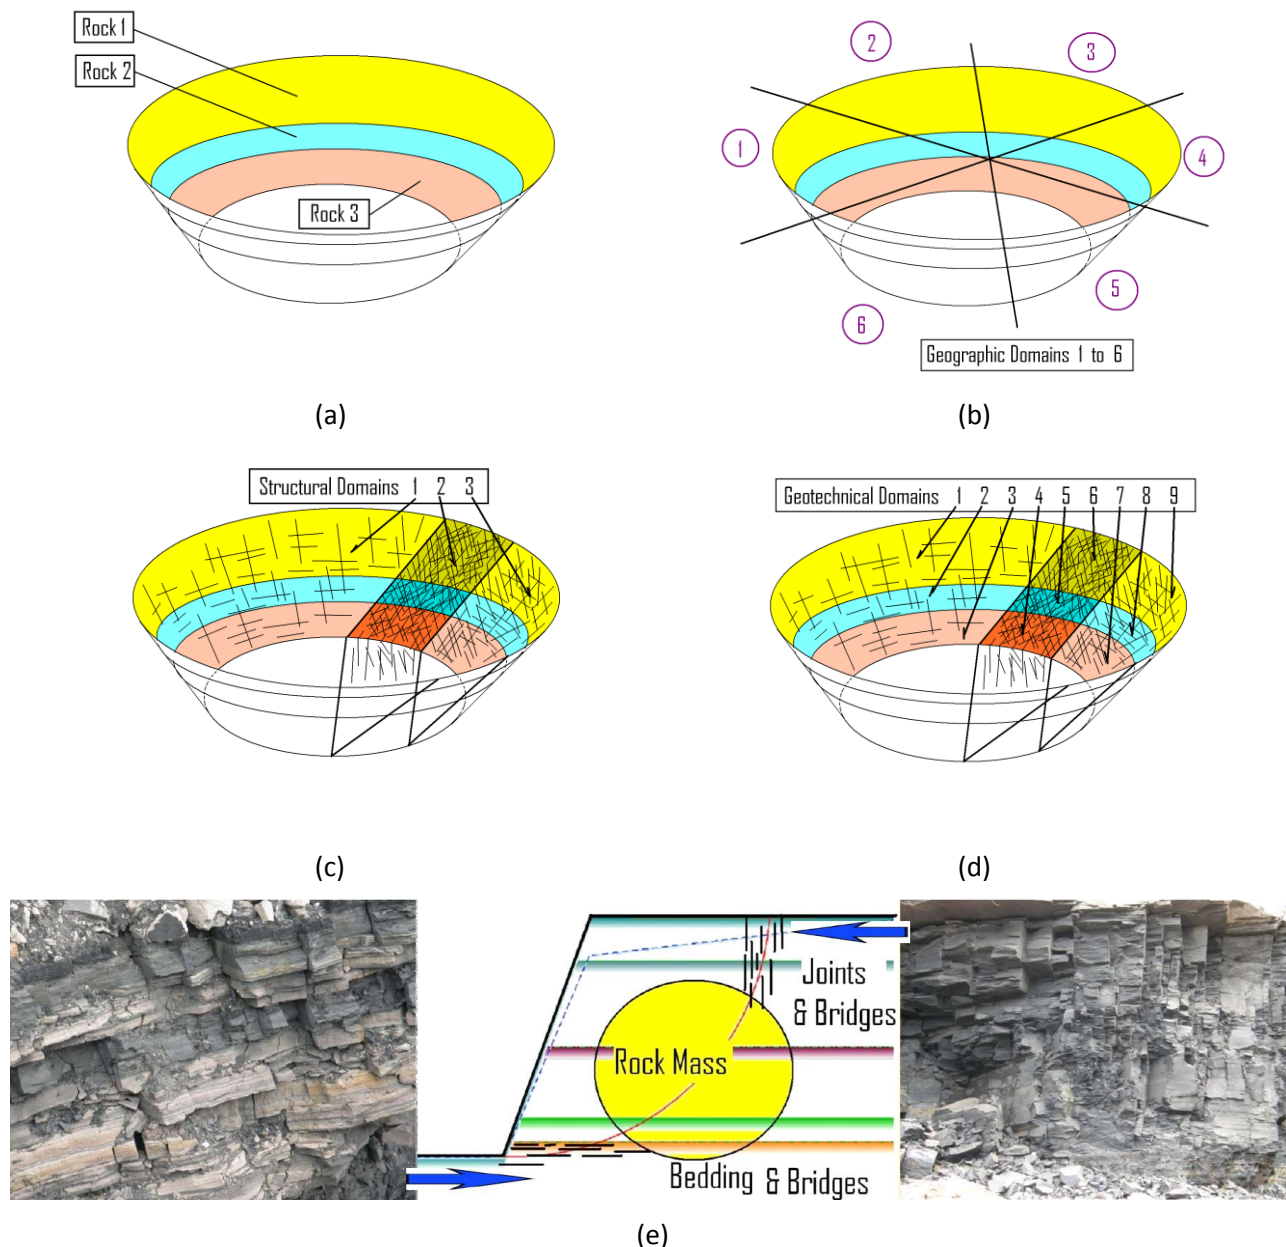 Rock 1
Rock 2
Rock 3
(a)
2
3
1
4
5
6
Geographic Domains 1 to 6
(b)
Structural Domains 1 2 3
(c)
Geotechnical Domains 1 2 3 4 5 6 7 8 9
(d)
Joints
& Bridges
Rock Mass
Bedding & Bridges
(e)